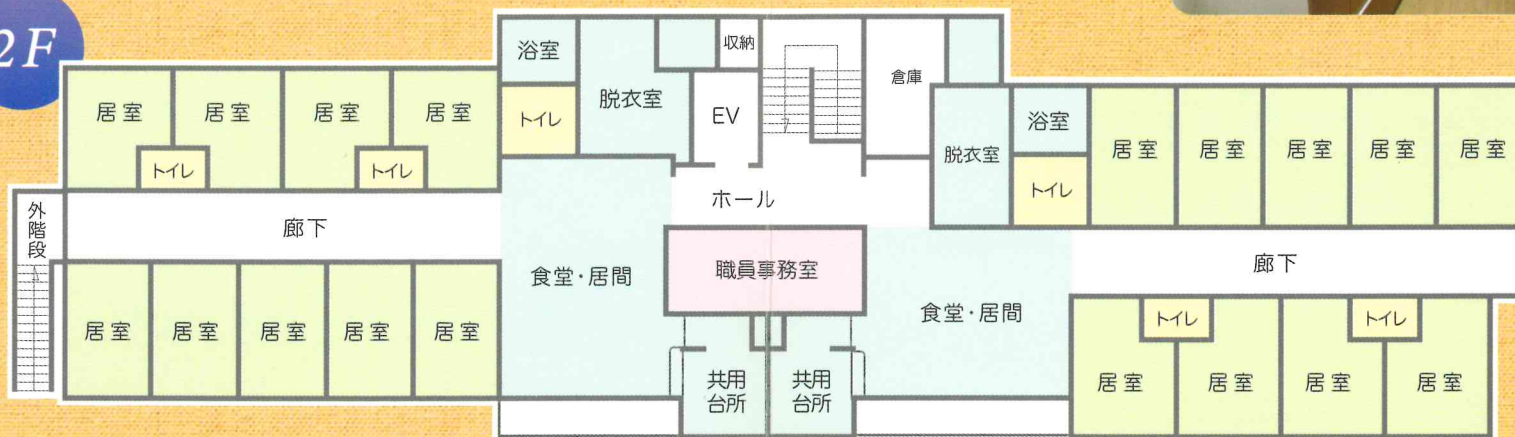 2F
浴室
収納
倉庫
居室
居室
居室
居室
トイレ
脱衣室
EV
浴室
トイレ
トイレ
脱衣室
トイレ
居室
居室
居室
居室
居室
外階段
廊下
ホール
食堂・居間
職員事務室
食堂・居間
廊下
居室
居室
居室
居室
居室
トイレ
トイレ
共用
台所
共用
台所
居室
居室
居室
居室